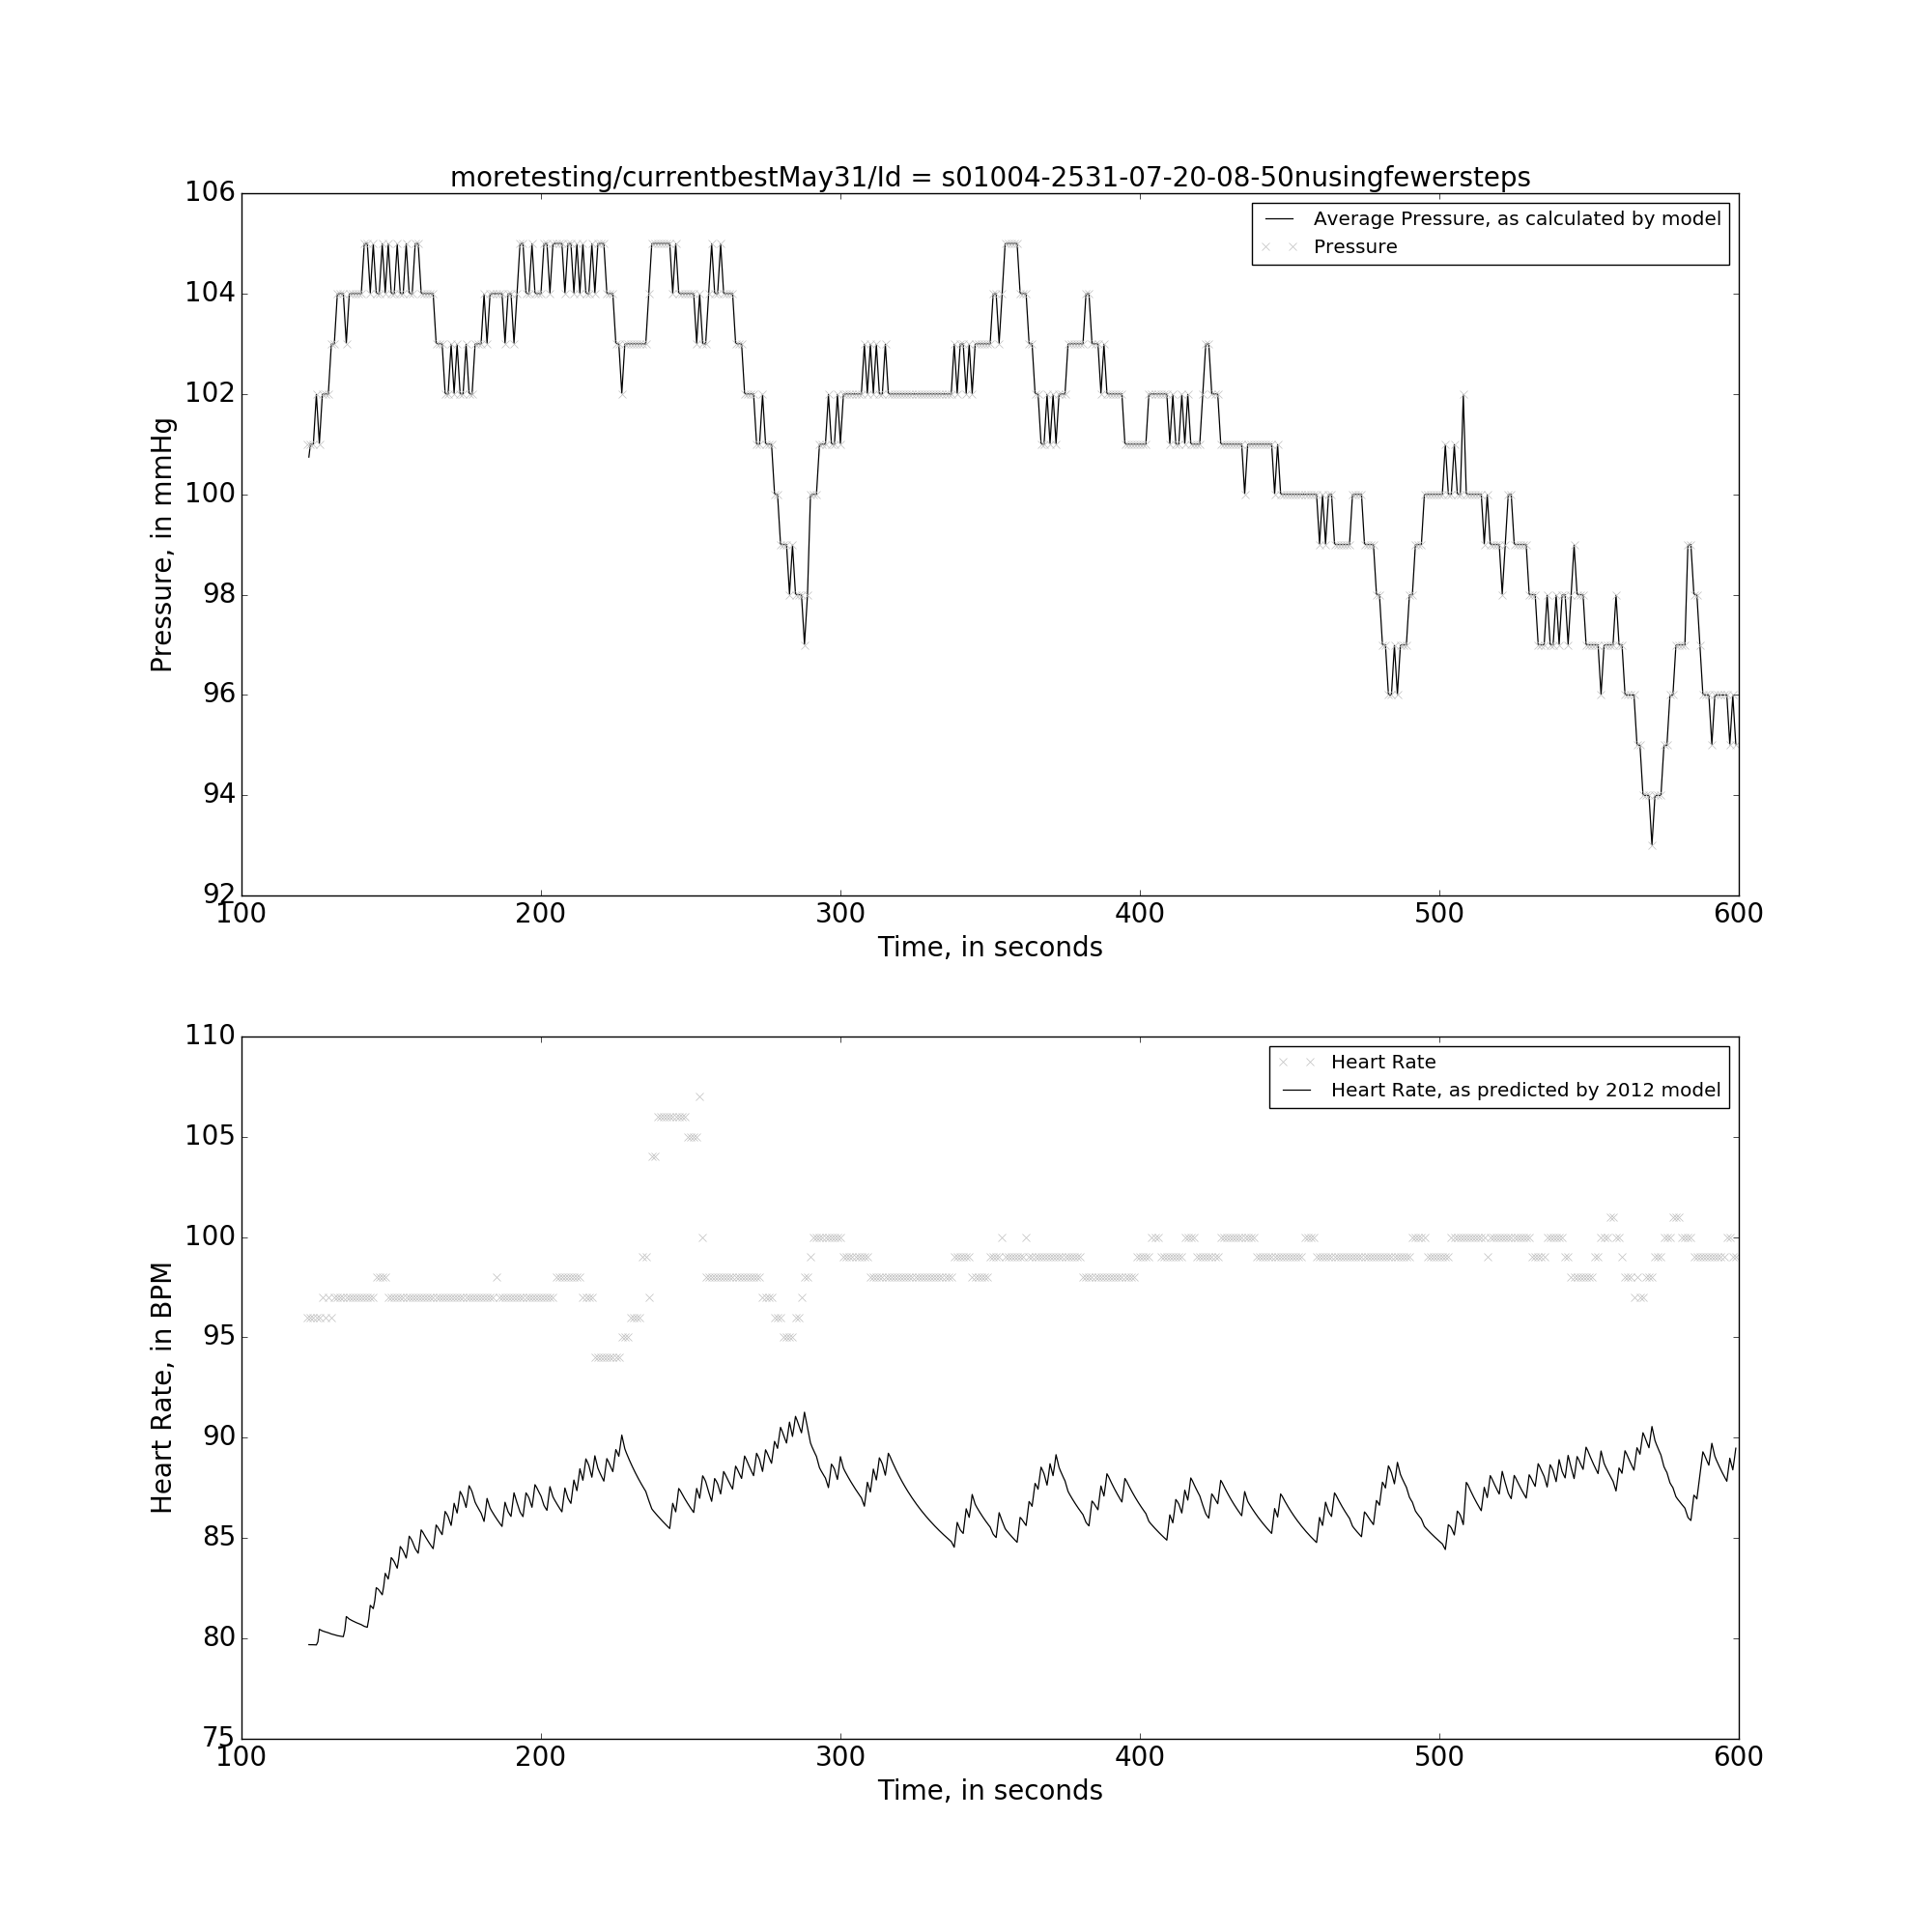 moretesting/currentbestMay31/Id = s01004-2531-07-20-08-50nusingfewersteps
106
104
102
100
98
96
94
92
Pressure, in mmHg
Average Pressure, as calculated by model
Pressure
100 200 300 400 500 600
Time, in seconds
110
105
100
95
90
85
80
75
Heart Rate, in BPM
Heart Rate
Heart Rate, as predicted by 2012 model
100 200 300 400 500 600
Time, in seconds